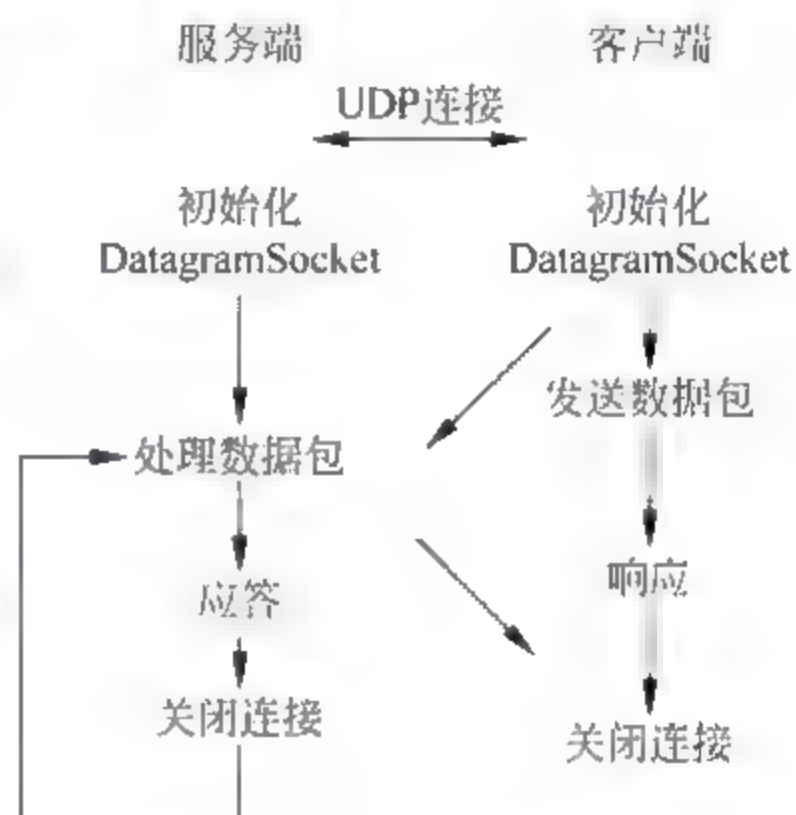 服务端
客户端
UDP连接
初始化
DatagramSocket
初始化
DatagramSocket
发送数据包
处理数据包
响应
应答
关闭连接
关闭连接